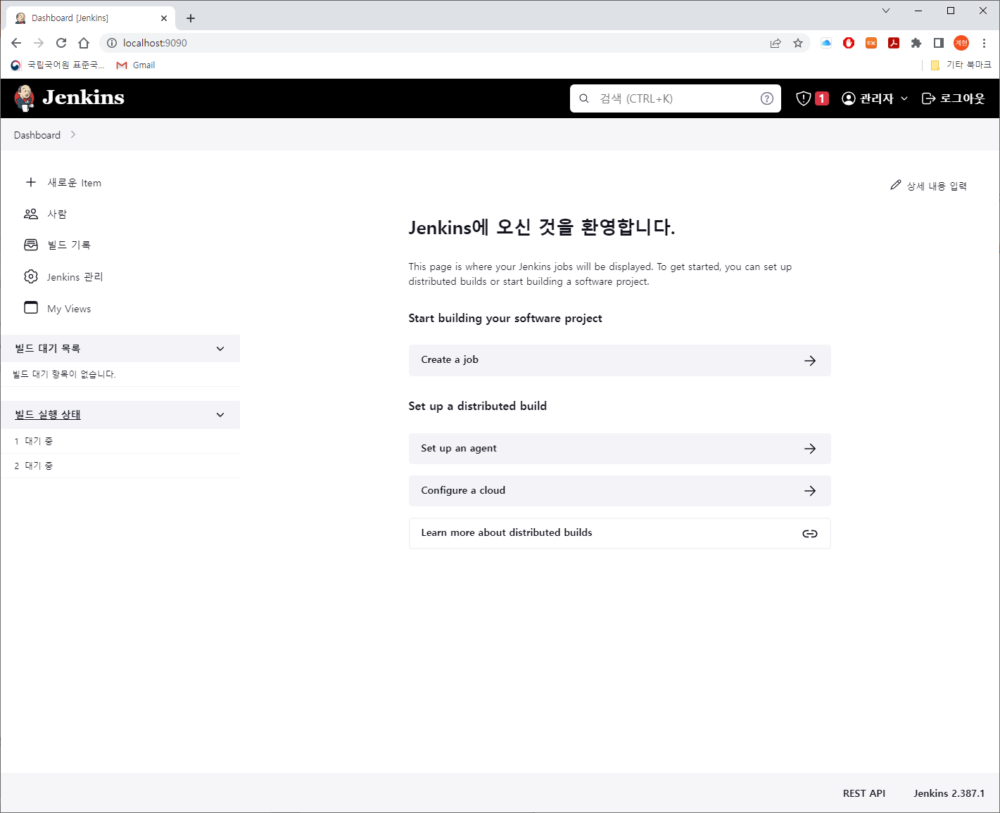 Dashboard [Jenkins]
localhost:9090
계현
국립국어원 표준국...
Gmail
기타 북마크
Jenkins
검색 (CTRL+K)
1
관리자
로그아웃
Dashboard
새로운 Item
사람
빌드 기록
Jenkins 관리
My Views
빌드 대기 목록
빌드 대기 항목이 없습니다.
빌드 실행 상태
1 대기 중
2 대기 중
상세 내용 입력
Jenkins에 오신 것을 환영합니다.
This page is where your Jenkins jobs will be displayed. To get started, you can set up
distributed builds or start building a software project.
Start building your software project
Create a job
Set up a distributed build
Set up an agent
Configure a cloud
Learn more about distributed builds
REST API
Jenkins 2.387.1